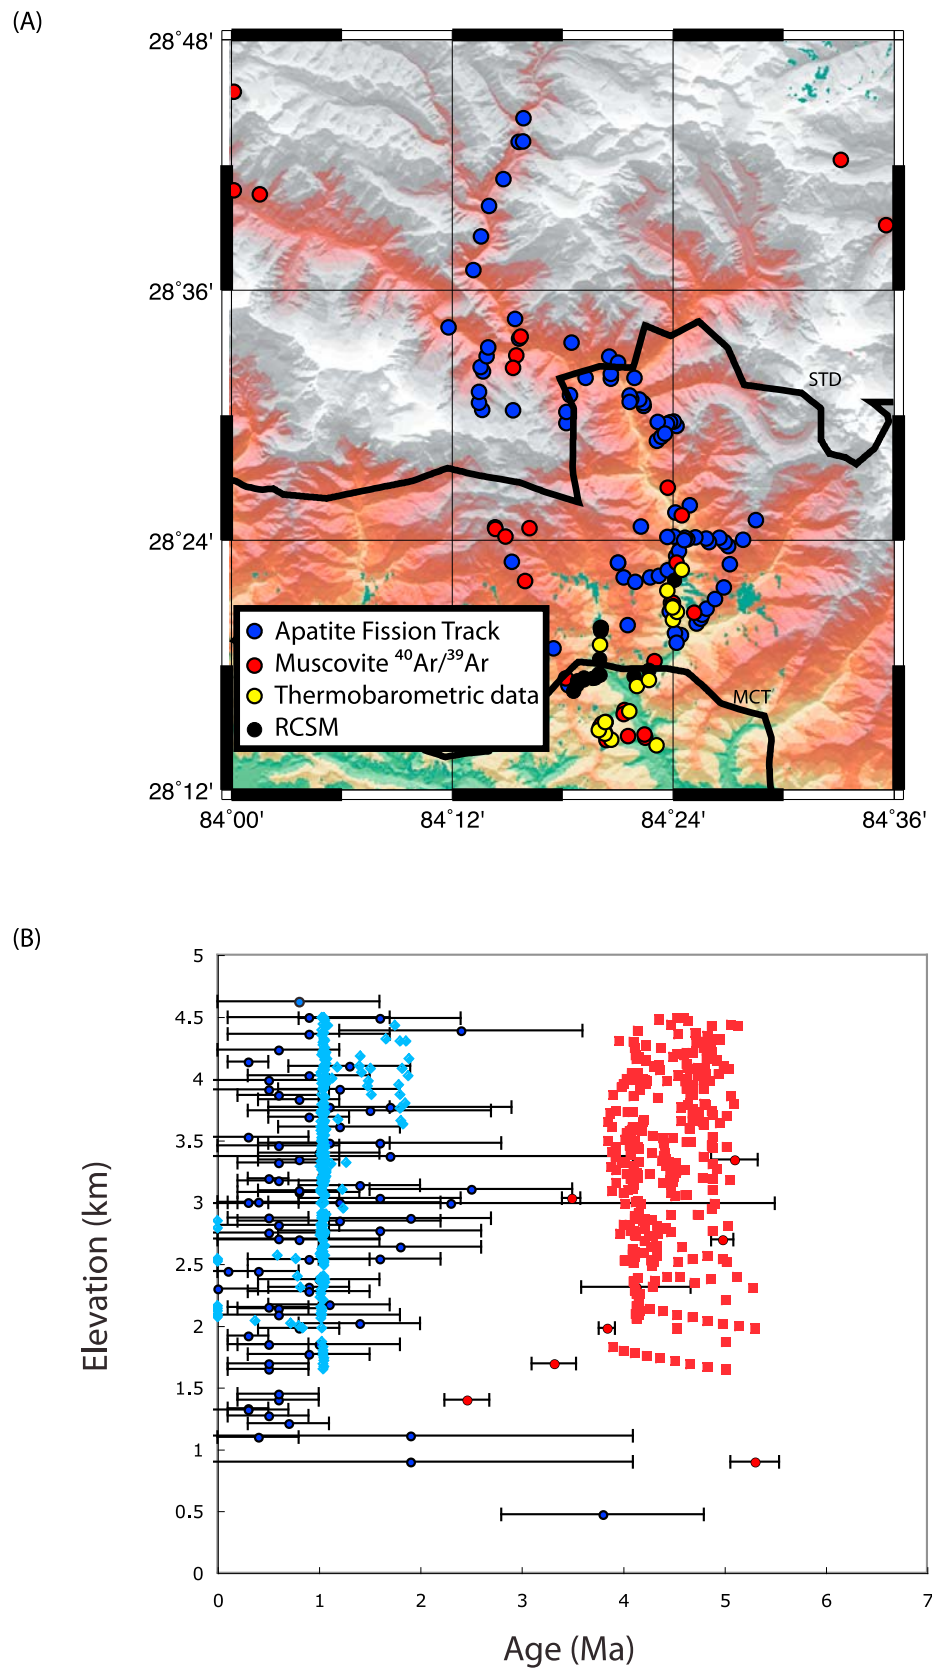 (A)
28°48'
28°36'
28°24'
28°12'
84°00'
84°12'
84°24'
84°36'
STD
MCT
Apatite Fission Track
Muscovite ⁴⁰Ar/³⁹Ar
Thermobarometric data
RCSM
(B)
5
4.5
4
3.5
3
2.5
2
1.5
1
0.5
0
Elevation (km)
0 1 2 3 4 5 6 7
Age (Ma)